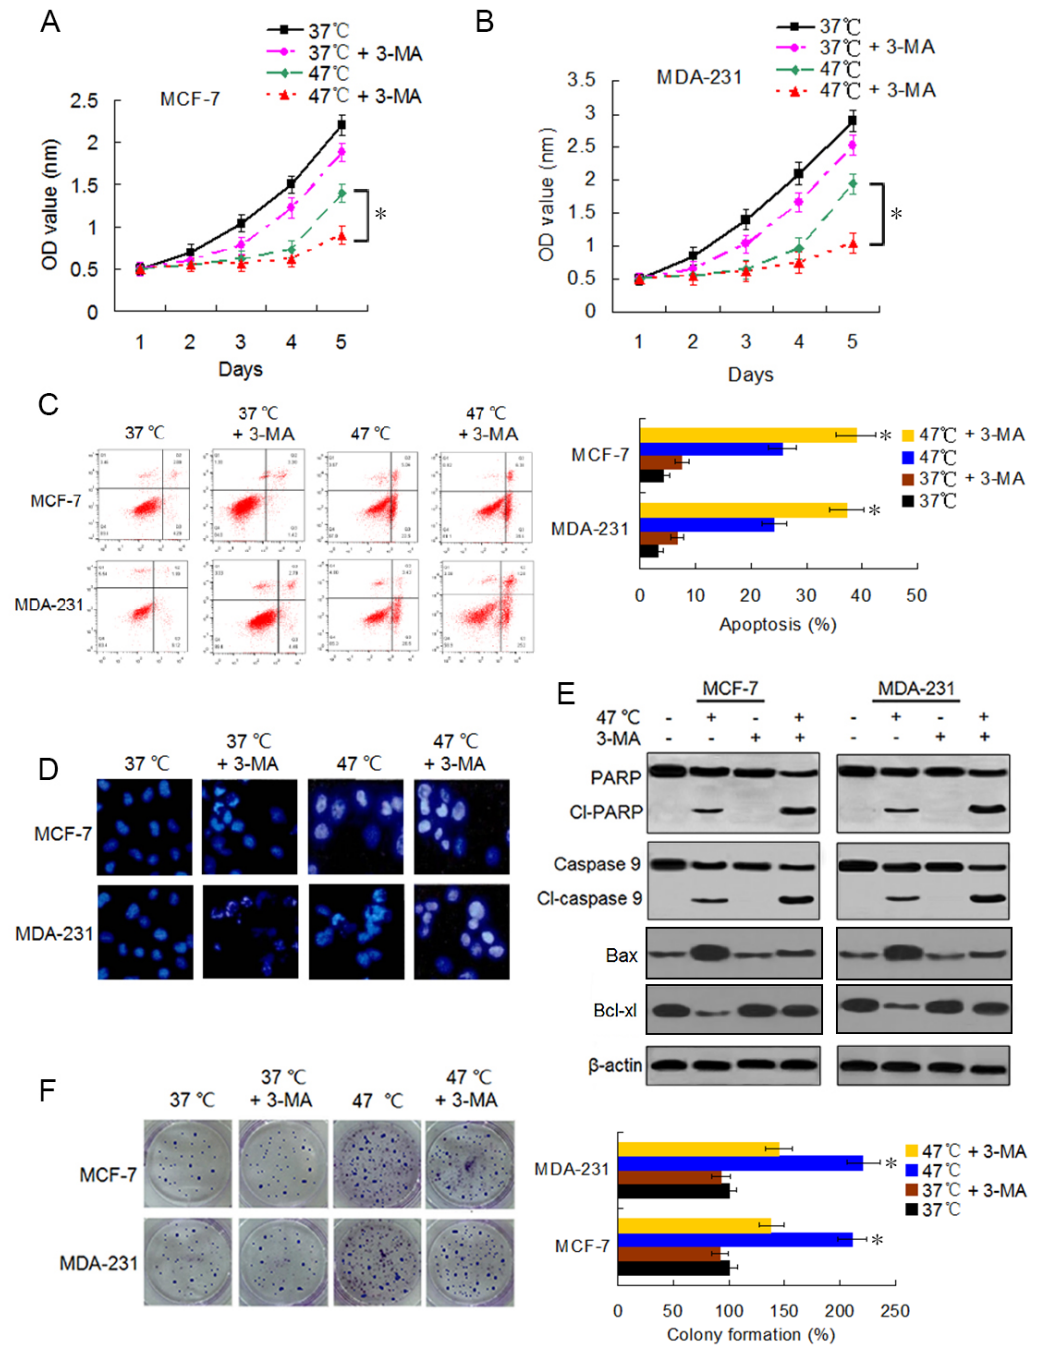 A
37℃
37℃ + 3-MA
47℃
47℃ + 3-MA
MCF-7
OD value (nm)
2.5
2
1.5
1
0.5
0
*
1 2 3 4 5
Days
B
37℃
37℃ + 3-MA
47℃
47℃ + 3-MA
MDA-231
OD value (nm)
3.5
3
2.5
2
1.5
1
0.5
0
*
1 2 3 4 5
Days
C
37 ℃
37 ℃
+ 3-MA
47 ℃
47 ℃
+ 3-MA
MCF-7
MDA-231
MCF-7
MDA-231
*
*
47℃ + 3-MA
47℃
37℃ + 3-MA
37℃
0 10 20 30 40 50
Apoptosis (%)
D
37 ℃
37 ℃
+ 3-MA
47 ℃
47 ℃
+ 3-MA
MCF-7
MDA-231
E
MCF-7 MDA-231
47 ℃ - + - + - + - +
3-MA - - + + - - + +
PARP
Cl-PARP
Caspase 9
Cl-caspase 9
Bax
Bcl-xl
β-actin
F
37 ℃
37 ℃
+ 3-MA
47 ℃
47 ℃
+ 3-MA
MCF-7
MDA-231
MDA-231
MCF-7
*
*
47℃ + 3-MA
47℃
37℃ + 3-MA
37℃
0 50 100 150 200 250
Colony formation (%)